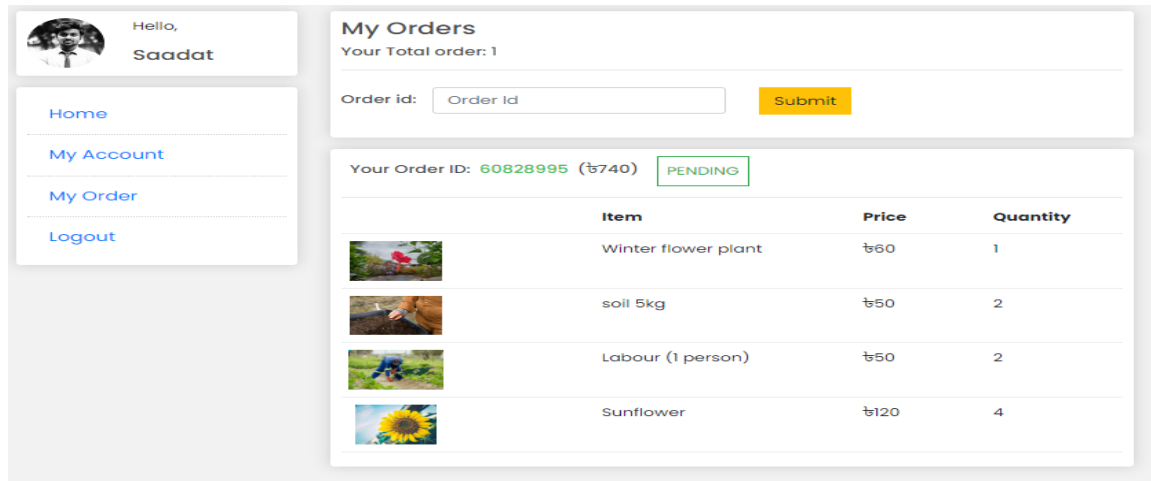 Hello,
Saadat
Home
My Account
My Order
Logout
My Orders
Your Total order: 1
Order id: Order Id Submit
Your Order ID: 60828995 (৳740) PENDING
Item Price Quantity
Winter flower plant ৳60 1
soil 5kg ৳50 2
Labour (1 person) ৳50 2
Sunflower ৳120 4